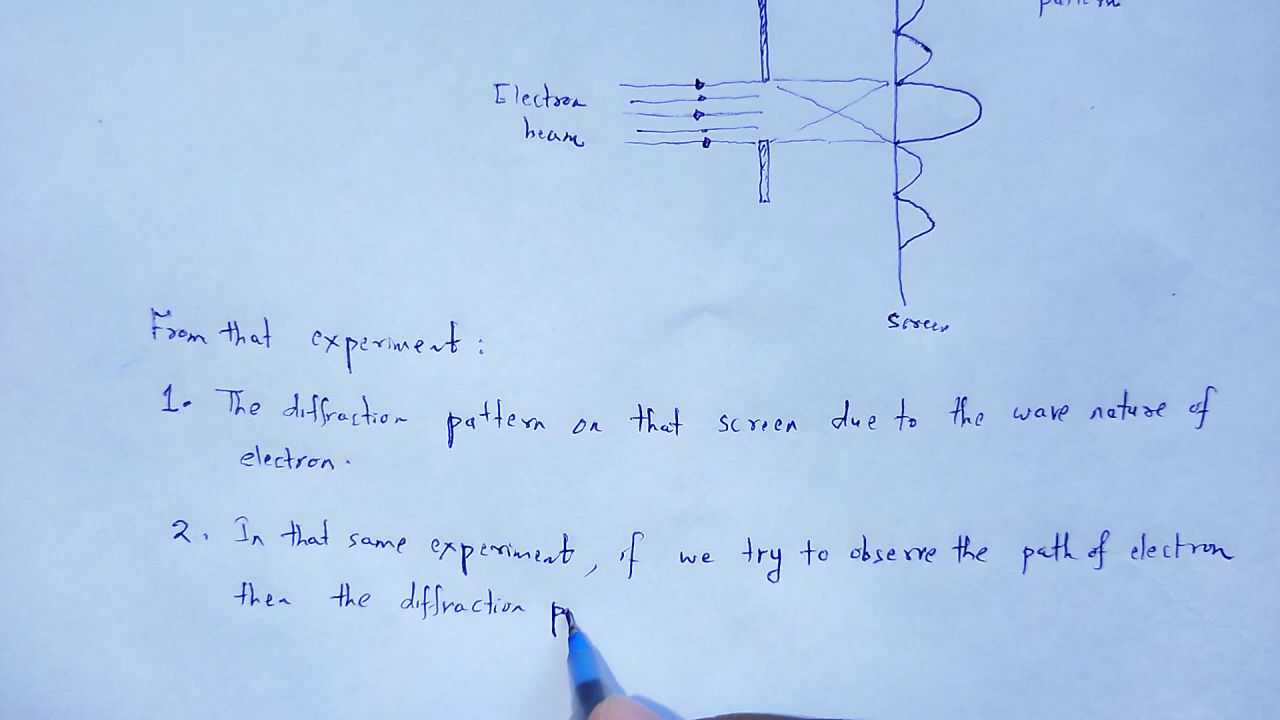 pattern
Electron
beam
screen
From that experiment:
1. The diffraction pattern on that screen due to the wave nature of
electron.
2. In that same experiment, if we try to observe the path of electron
then the diffraction p